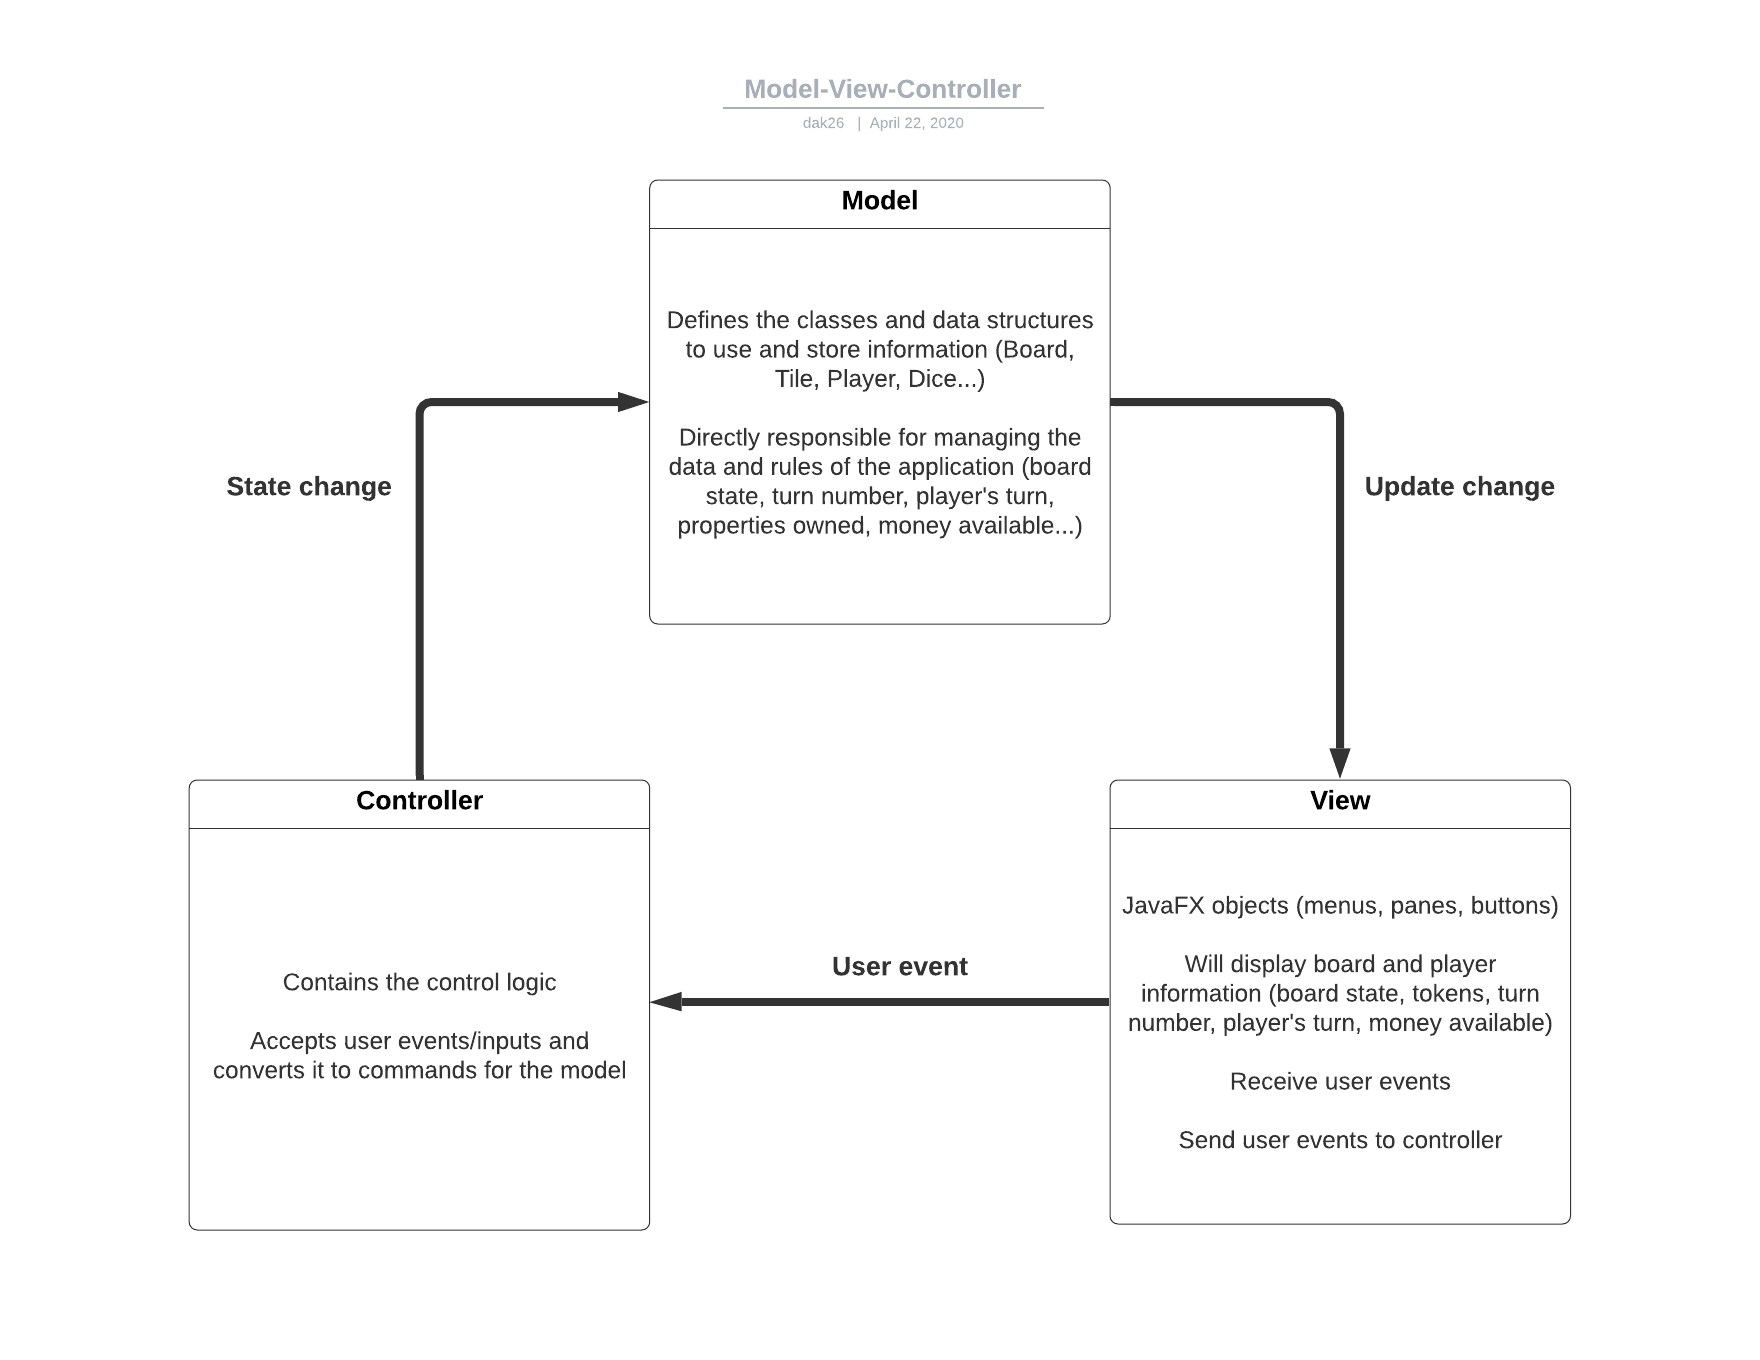 Model-View-Controller
dak26 | April 22, 2020
Model
Defines the classes and data structures
to use and store information (Board,
Tile, Player, Dice...)
Directly responsible for managing the
data and rules of the application (board
state, turn number, player's turn,
properties owned, money available...)
State change
Update change
Controller
Contains the control logic
Accepts user events/inputs and
converts it to commands for the model
User event
View
JavaFX objects (menus, panes, buttons)
Will display board and player
information (board state, tokens, turn
number, player's turn, money available)
Receive user events
Send user events to controller